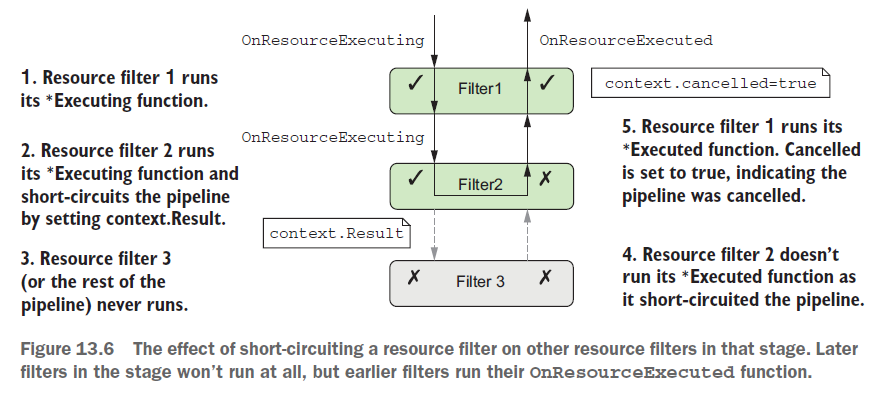 OnResourceExecuting
OnResourceExecuted
1. Resource filter 1 runs
its *Executing function.
✓ Filter1 ✓
context.cancelled=true
OnResourceExecuting
2. Resource filter 2 runs
its *Executing function and
short-circuits the pipeline
by setting context.Result.
✓ Filter2 ✗
5. Resource filter 1 runs its
*Executed function. Cancelled
is set to true, indicating the
pipeline was cancelled.
context.Result
3. Resource filter 3
(or the rest of the
pipeline) never runs.
✗ Filter 3 ✗
4. Resource filter 2 doesn’t
run its *Executed function as
it short-circuited the pipeline.
Figure 13.6 The effect of short-circuiting a resource filter on other resource filters in that stage. Later
filters in the stage won’t run at all, but earlier filters run their OnResourceExecuted function.